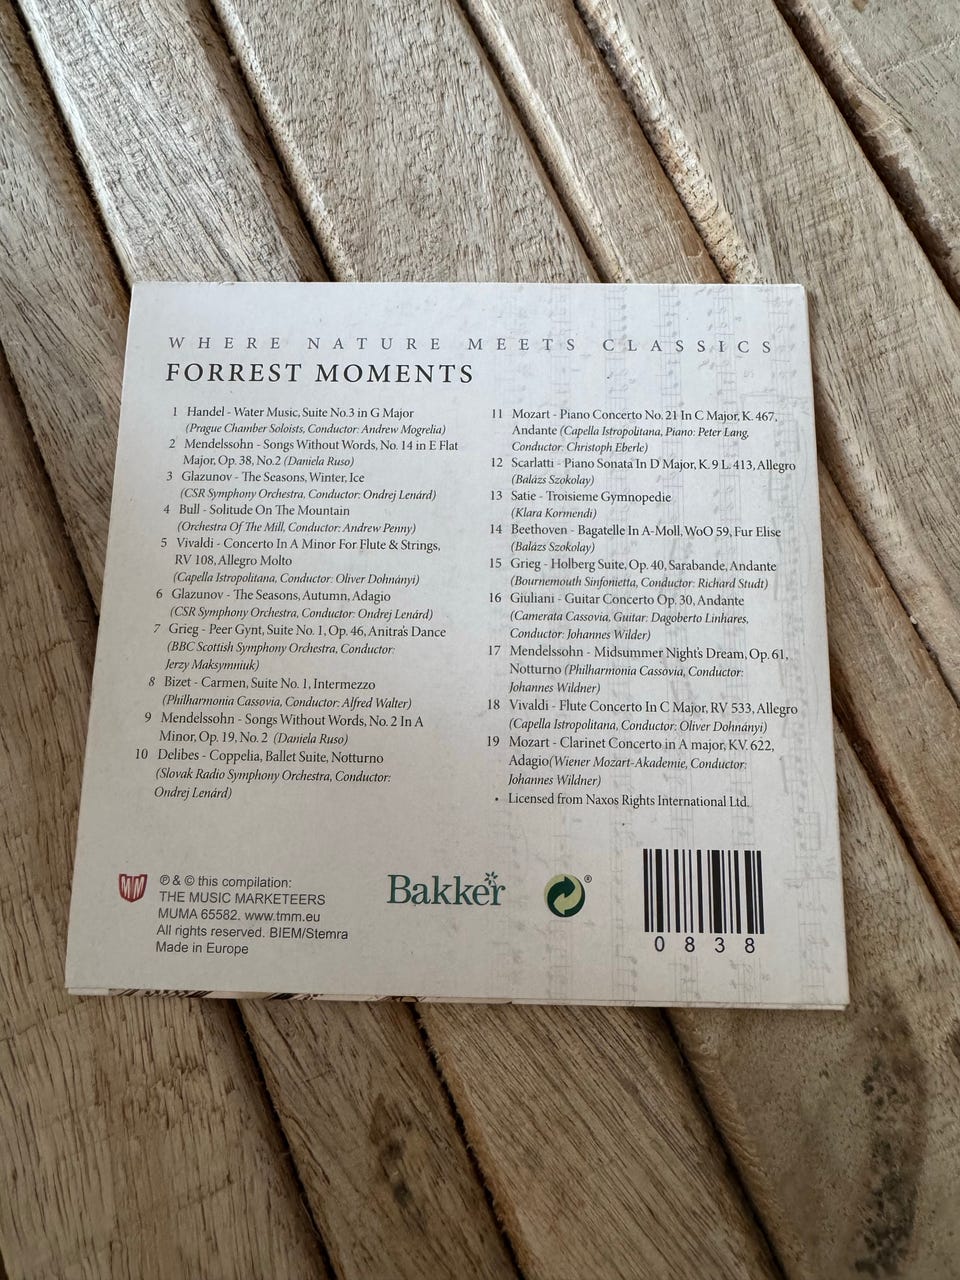 WHERE NATURE MEETS CLASSICS
FORREST MOMENTS
1 Handel - Water Music, Suite No.3 in G Major
(Prague Chamber Soloists, Conductor: Andrew Mogrelia)
2 Mendelssohn - Songs Without Words, No. 14 in E Flat
Major, Op. 38, No.2 (Daniela Ruso)
3 Glazunov - The Seasons, Winter, Ice
(CSR Symphony Orchestra, Conductor: Ondrej Lenárd)
4 Bull - Solitude On The Mountain
(Orchestra Of The Mill, Conductor: Andrew Penny)
5 Vivaldi - Concerto In A Minor For Flute & Strings,
RV 108, Allegro Molto
(Capella Istropolitana, Conductor: Oliver Dohnányi)
6 Glazunov - The Seasons, Autumn, Adagio
(CSR Symphony Orchestra, Conductor: Ondrej Lenárd)
7 Grieg - Peer Gynt, Suite No. 1, Op. 46, Anitra's Dance
(BBC Scottish Symphony Orchestra, Conductor:
Jerzy Maksymniuk)
8 Bizet - Carmen, Suite No. 1, Intermezzo
(Philharmonia Cassovia, Conductor: Alfred Walter)
9 Mendelssohn - Songs Without Words, No. 2 In A
Minor, Op. 19, No. 2 (Daniela Ruso)
10 Delibes - Coppelia, Ballet Suite, Notturno
(Slovak Radio Symphony Orchestra, Conductor:
Ondrej Lenárd)
11 Mozart - Piano Concerto No. 21 In C Major, K. 467,
Andante (Capella Istropolitana, Piano: Peter Lang,
Conductor: Christoph Eberle)
12 Scarlatti - Piano Sonata In D Major, K. 9 L. 413, Allegro
(Balázs Szokolay)
13 Satie - Troisieme Gymnopedie
(Klara Kormendi)
14 Beethoven - Bagatelle In A-Moll, WoO 59, Fur Elise
(Balázs Szokolay)
15 Grieg - Holberg Suite, Op. 40, Sarabande, Andante
(Bournemouth Sinfonietta, Conductor: Richard Studt)
16 Giuliani - Guitar Concerto Op. 30, Andante
(Camerata Cassovia, Guitar: Dagoberto Linhares,
Conductor: Johannes Wilder)
17 Mendelssohn - Midsummer Night's Dream, Op. 61,
Notturno (Philharmonia Cassovia, Conductor:
Johannes Wildner)
18 Vivaldi - Flute Concerto In C Major, RV 533, Allegro
(Capella Istropolitana, Conductor: Oliver Dohnányi)
19 Mozart - Clarinet Concerto in A major, KV. 622,
Adagio(Wiener Mozart-Akademie, Conductor:
Johannes Wildner)
• Licensed from Naxos Rights International Ltd.
MM
℗ & © this compilation:
THE MUSIC MARKETEERS
MUMA 65582. www.tmm.eu
All rights reserved. BIEM/Stemra
Made in Europe
Bakker
®
0838